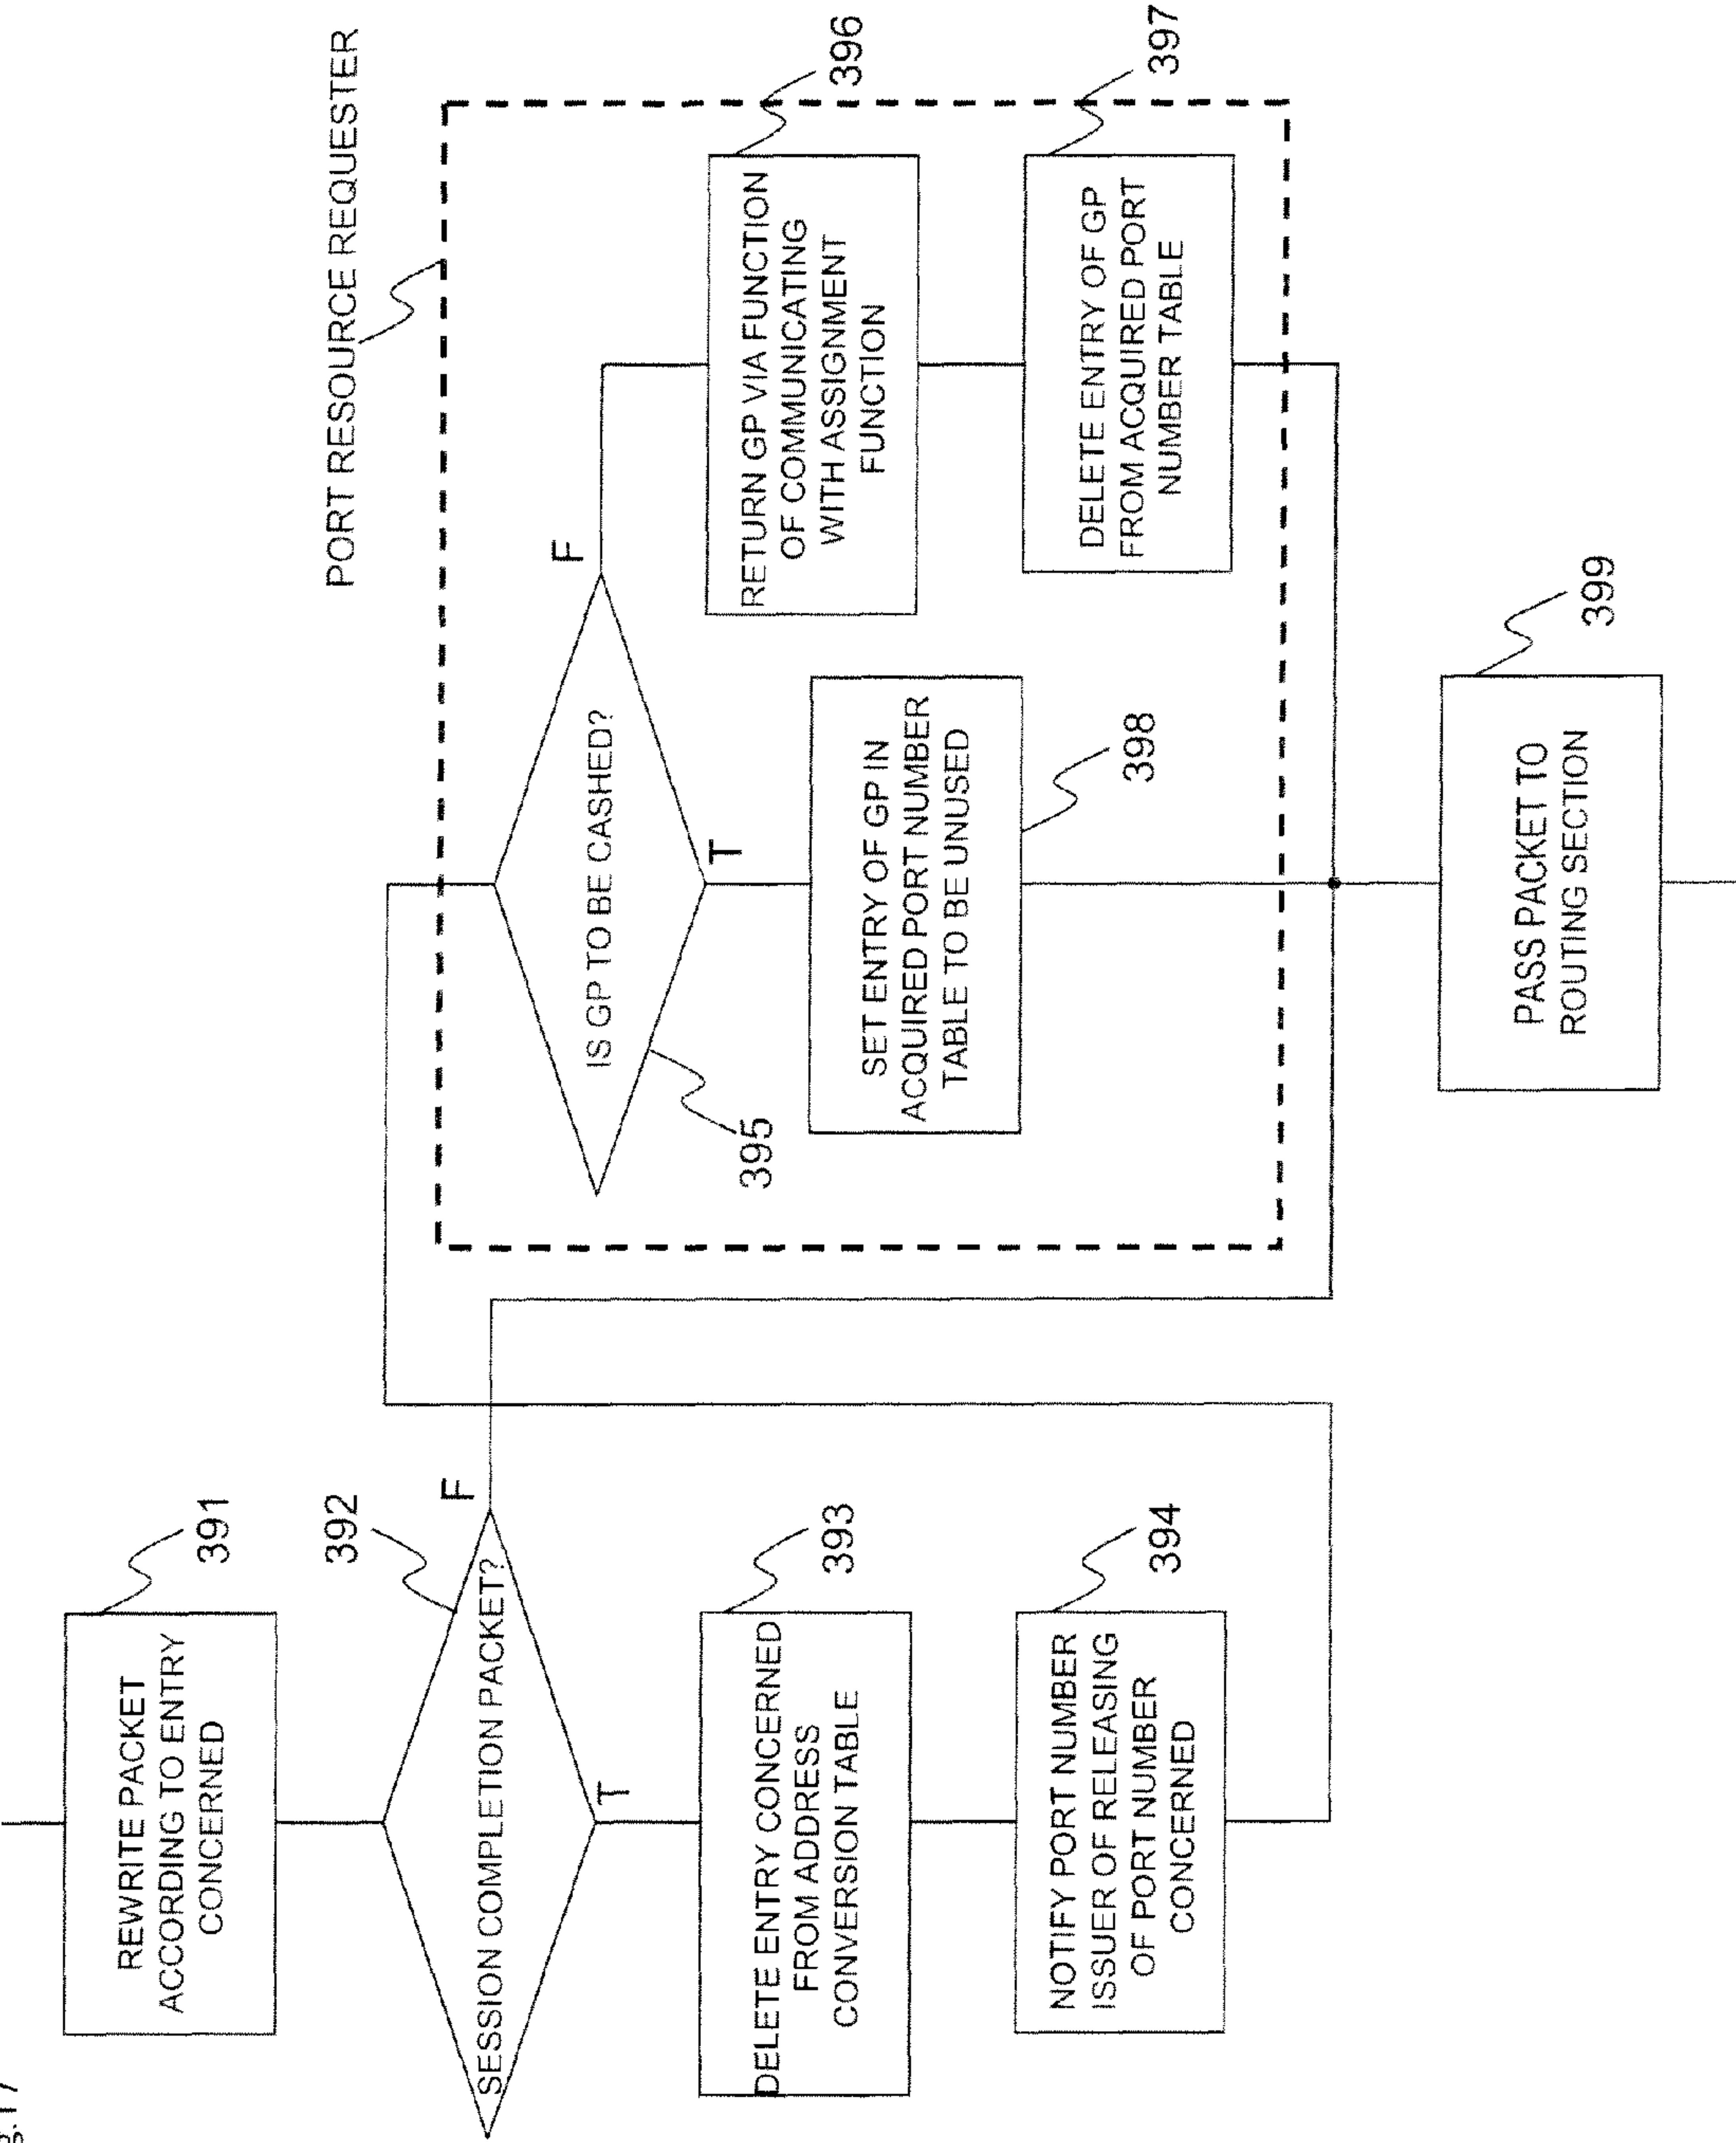 g.17
REWRITE PACKET
ACCORDING TO ENTRY
CONCERNED
391
SESSION COMPLETION PACKET?
392
F
T
DELETE ENTRY CONCERNED
FROM ADDRESS
CONVERSION TABLE
393
NOTIFY PORT NUMBER
ISSUER OF RELEASING
OF PORT NUMBER
CONCERNED
394
PORT RESOURCE REQUESTER
IS GP TO BE CASHED?
395
F
T
RETURN GP VIA FUNCTION
OF COMMUNICATING
WITH ASSIGNMENT
FUNCTION
396
DELETE ENTRY OF GP
FROM ACQUIRED PORT
NUMBER TABLE
397
SET ENTRY OF GP IN
ACQUIRED PORT NUMBER
TABLE TO BE UNUSED
398
PASS PACKET TO
ROUTING SECTION
399